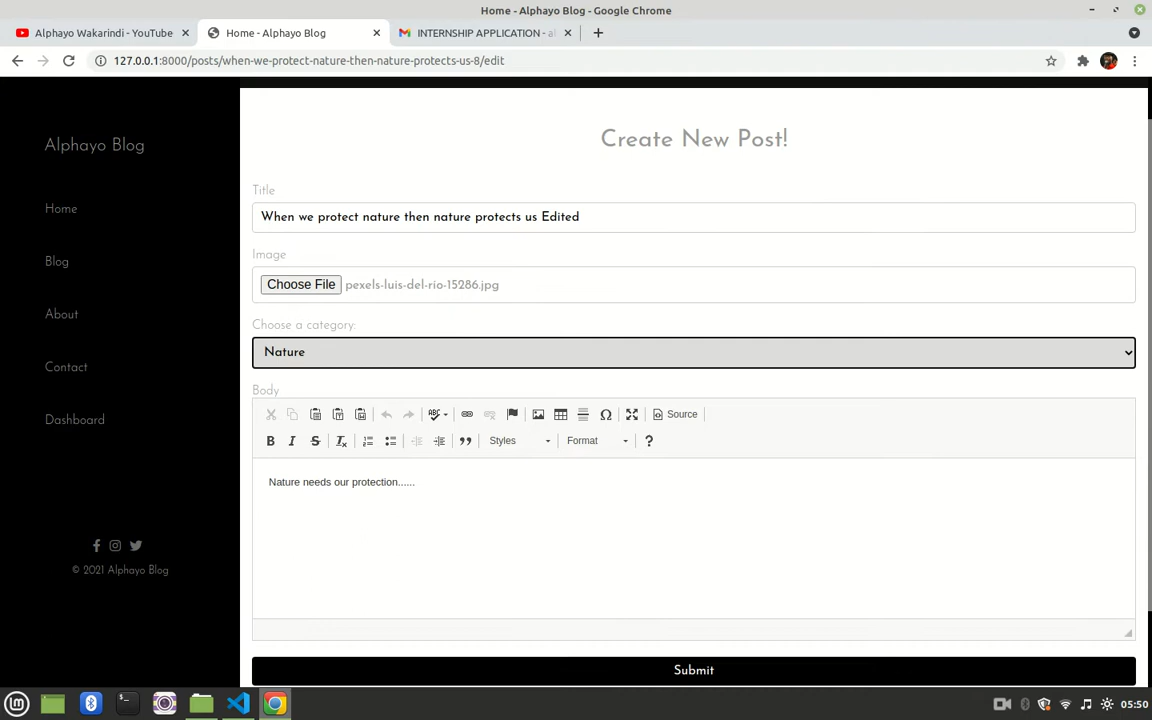 Home - Alphayo Blog - Google Chrome
Alphayo Wakarindi - YouTube
Home - Alphayo Blog
INTERNSHIP APPLICATION - al
127.0.0.1:8000/posts/when-we-protect-nature-then-nature-protects-us-8/edit
Alphayo Blog
Home
Blog
About
Contact
Dashboard
© 2021 Alphayo Blog
Create New Post!
Title
When we protect nature then nature protects us Edited
Image
Choose File pexels-luis-del-rio-15286.jpg
Choose a category:
Nature
Body
Source
Styles
Format
Nature needs our protection......
Submit
05:50